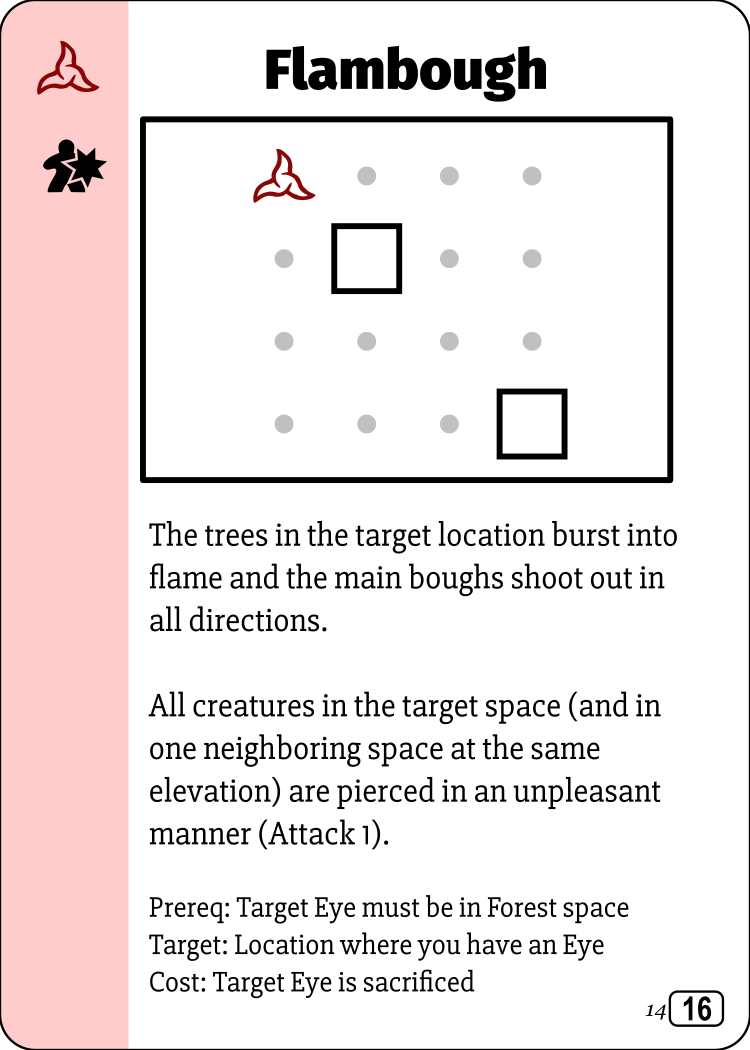 Flambough
The trees in the target location burst into
flame and the main boughs shoot out in
all directions.
All creatures in the target space (and in
one neighboring space at the same
elevation) are pierced in an unpleasant
manner (Attack 1).
Prereq: Target Eye must be in Forest space
Target: Location where you have an Eye
Cost: Target Eye is sacrificed
14 16